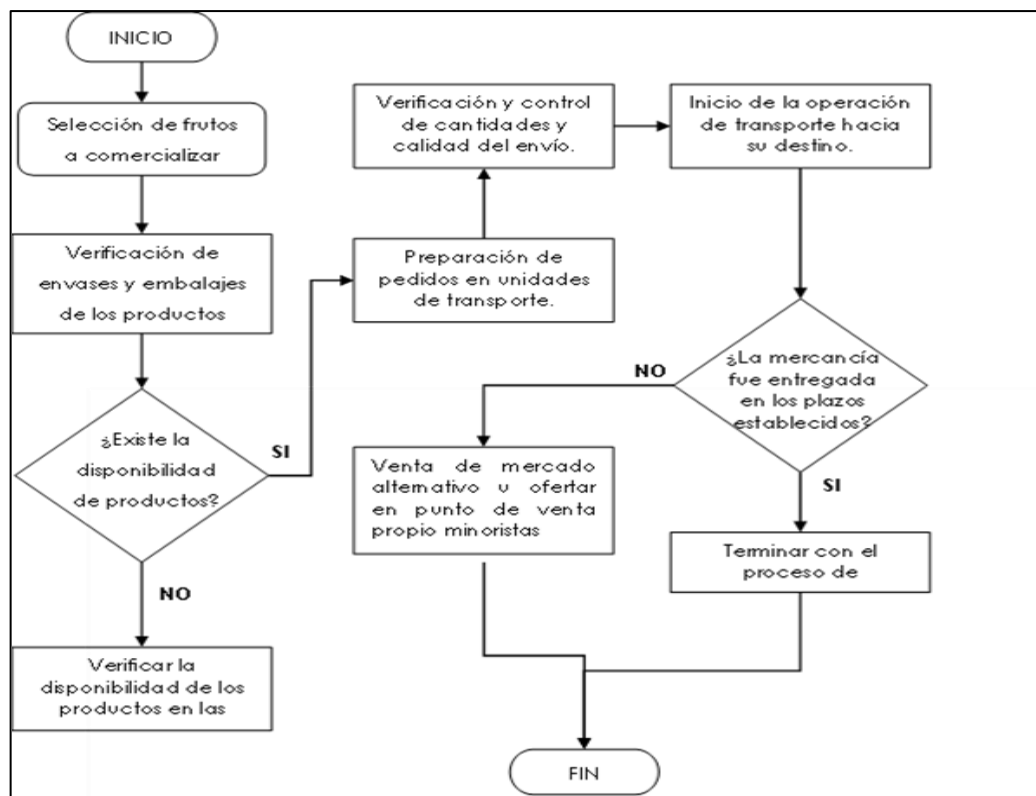 INICIO
Selección de frutos
a comercializar
Verificación de
envases y embalajes
de los productos
¿Existe la
disponibilidad
de productos?
SI
NO
Verificar la
disponibilidad de los
productos en las
Preparación de
pedidos en unidades
de transporte.
Verificación y control
de cantidades y
calidad del envío.
Inicio de la operación
de transporte hacia
su destino.
¿La mercancía
fue entregada
en los plazos
establecidos?
NO
Venta de mercado
alternativo u ofertar
en punto de venta
propio minoristas
SI
Terminar con el
proceso de
FIN